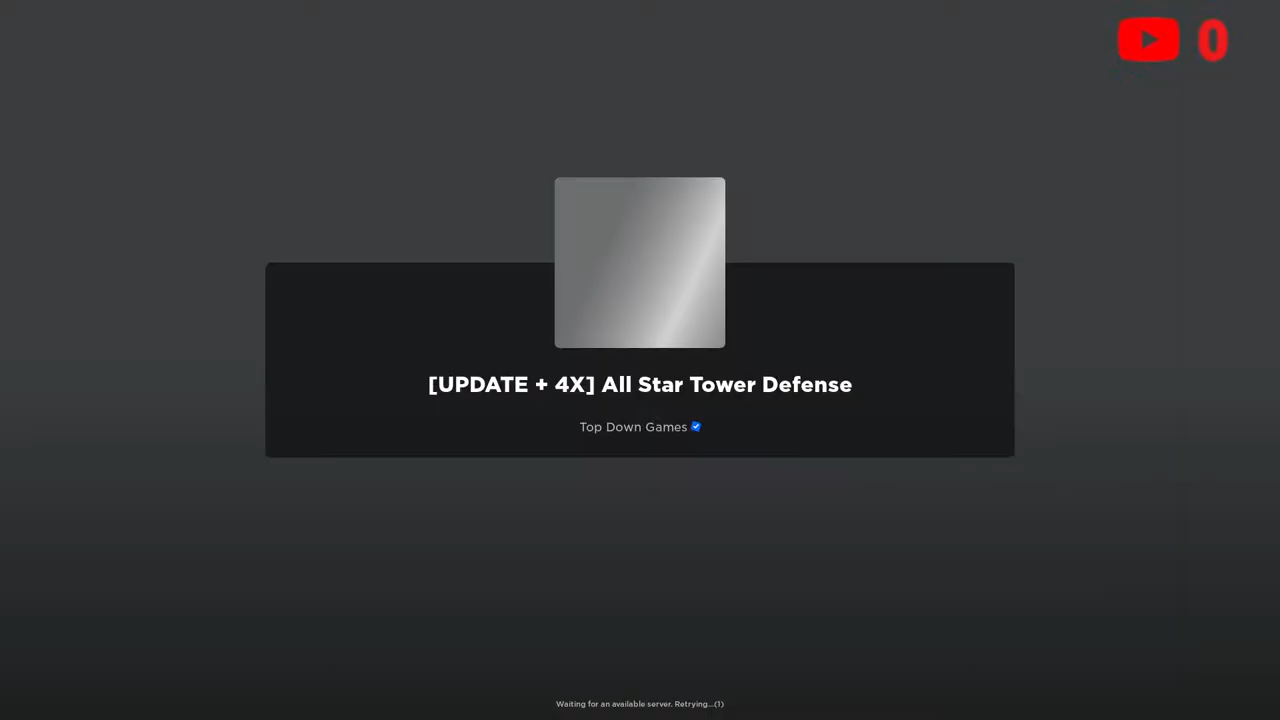 0
[UPDATE + 4X] All Star Tower Defense
Top Down Games
Waiting for an available server. Retrying...(1)